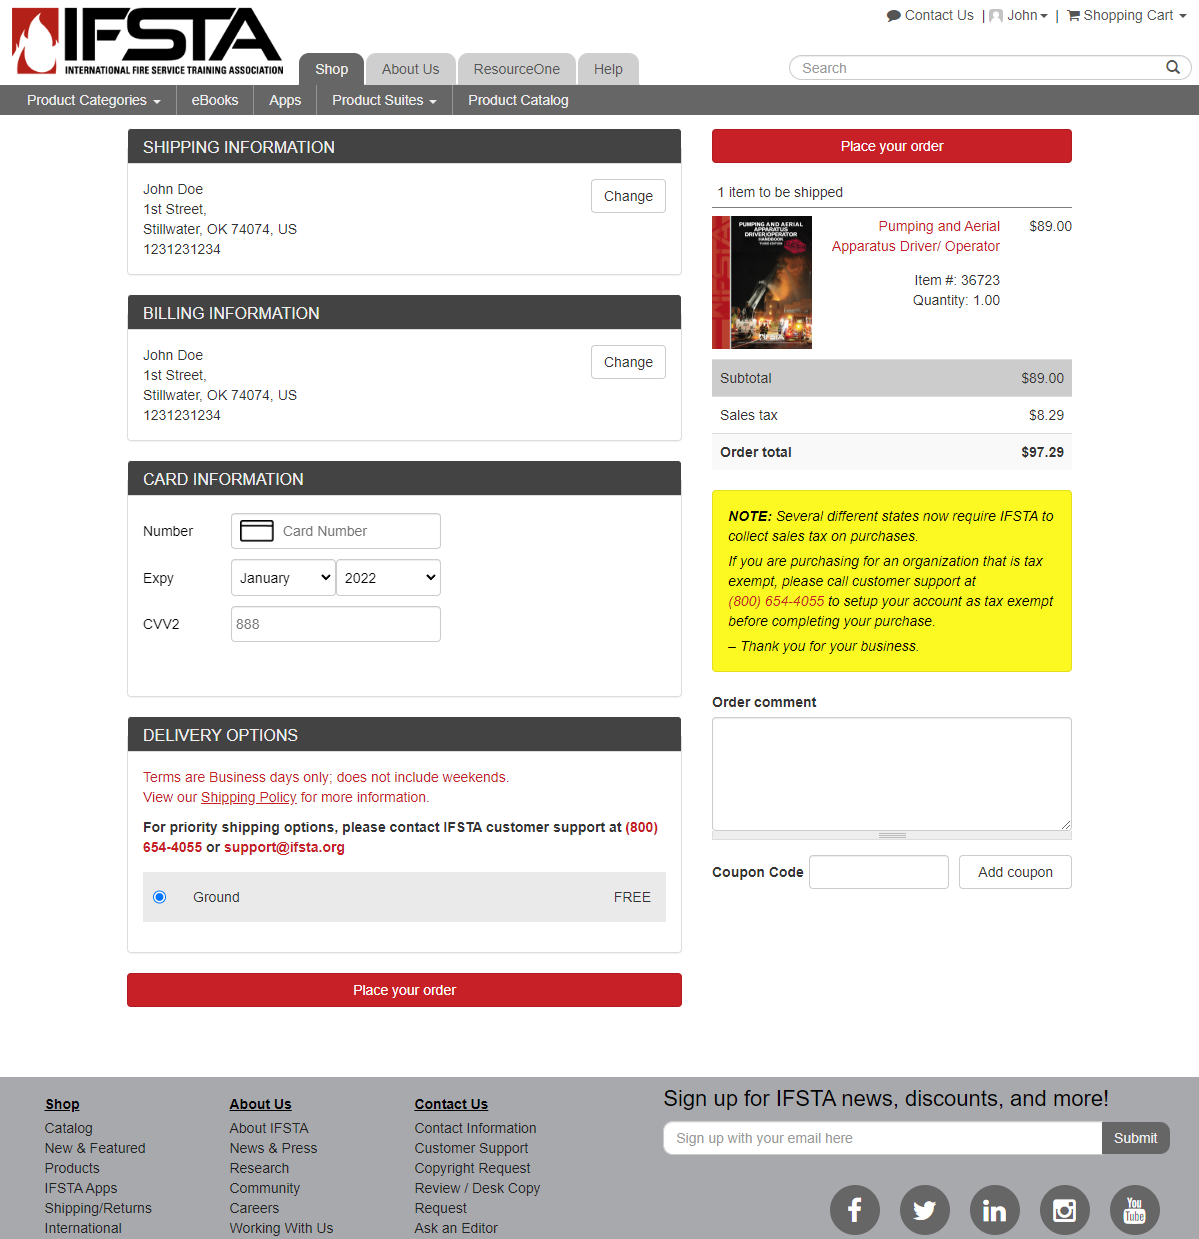 IFSTA
INTERNATIONAL FIRE SERVICE TRAINING ASSOCIATION
Contact Us | John | Shopping Cart
Shop
About Us
ResourceOne
Help
Search
Product Categories
eBooks
Apps
Product Suites
Product Catalog
SHIPPING INFORMATION
John Doe
1st Street,
Stillwater, OK 74074, US
1231231234
Change
BILLING INFORMATION
John Doe
1st Street,
Stillwater, OK 74074, US
1231231234
Change
CARD INFORMATION
Number Card Number
Expy January 2022
CVV2 888
DELIVERY OPTIONS
Terms are Business days only; does not include weekends.
View our Shipping Policy for more information.
For priority shipping options, please contact IFSTA customer support at (800)
654-4055 or support@ifsta.org
Ground FREE
Place your order
Place your order
1 item to be shipped
IFSTA
PUMPING AND AERIAL
APPARATUS
DRIVER/OPERATOR
HANDBOOK
THIRD EDITION
IFSTA
Pumping and Aerial $89.00
Apparatus Driver/ Operator
Item #: 36723
Quantity: 1.00
Subtotal $89.00
Sales tax $8.29
Order total $97.29
NOTE: Several different states now require IFSTA to
collect sales tax on purchases.
If you are purchasing for an organization that is tax
exempt, please call customer support at
(800) 654-4055 to setup your account as tax exempt
before completing your purchase.
– Thank you for your business.
Order comment
Coupon Code
Add coupon
Shop
Catalog
New & Featured
Products
IFSTA Apps
Shipping/Returns
International
About Us
About IFSTA
News & Press
Research
Community
Careers
Working With Us
Contact Us
Contact Information
Customer Support
Copyright Request
Review / Desk Copy
Request
Ask an Editor
Sign up for IFSTA news, discounts, and more!
Sign up with your email here
Submit
You
Tube